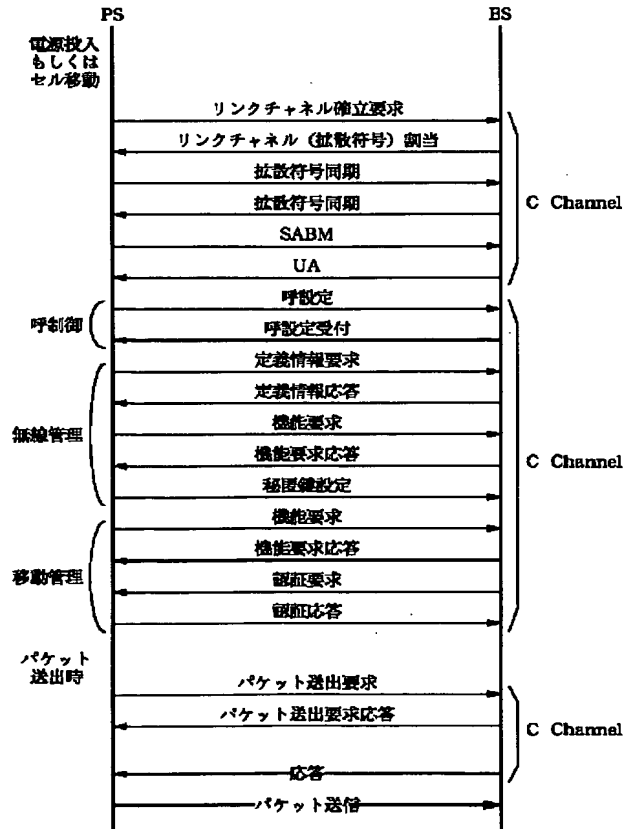 PS
BS
電源投入
もしくは
セル移動
リンクチャネル確立要求
リンクチャネル（拡散符号）割当
拡散符号同期
拡散符号同期
SABM
UA
C Channel
呼制御
呼設定
呼設定受付
無線管理
定義情報要求
定義情報応答
機能要求
機能要求応答
秘匿鍵設定
C Channel
移動管理
機能要求
機能要求応答
認証要求
認証応答
パケット
送出時
パケット送出要求
パケット送出要求応答
C Channel
応答
パケット送信